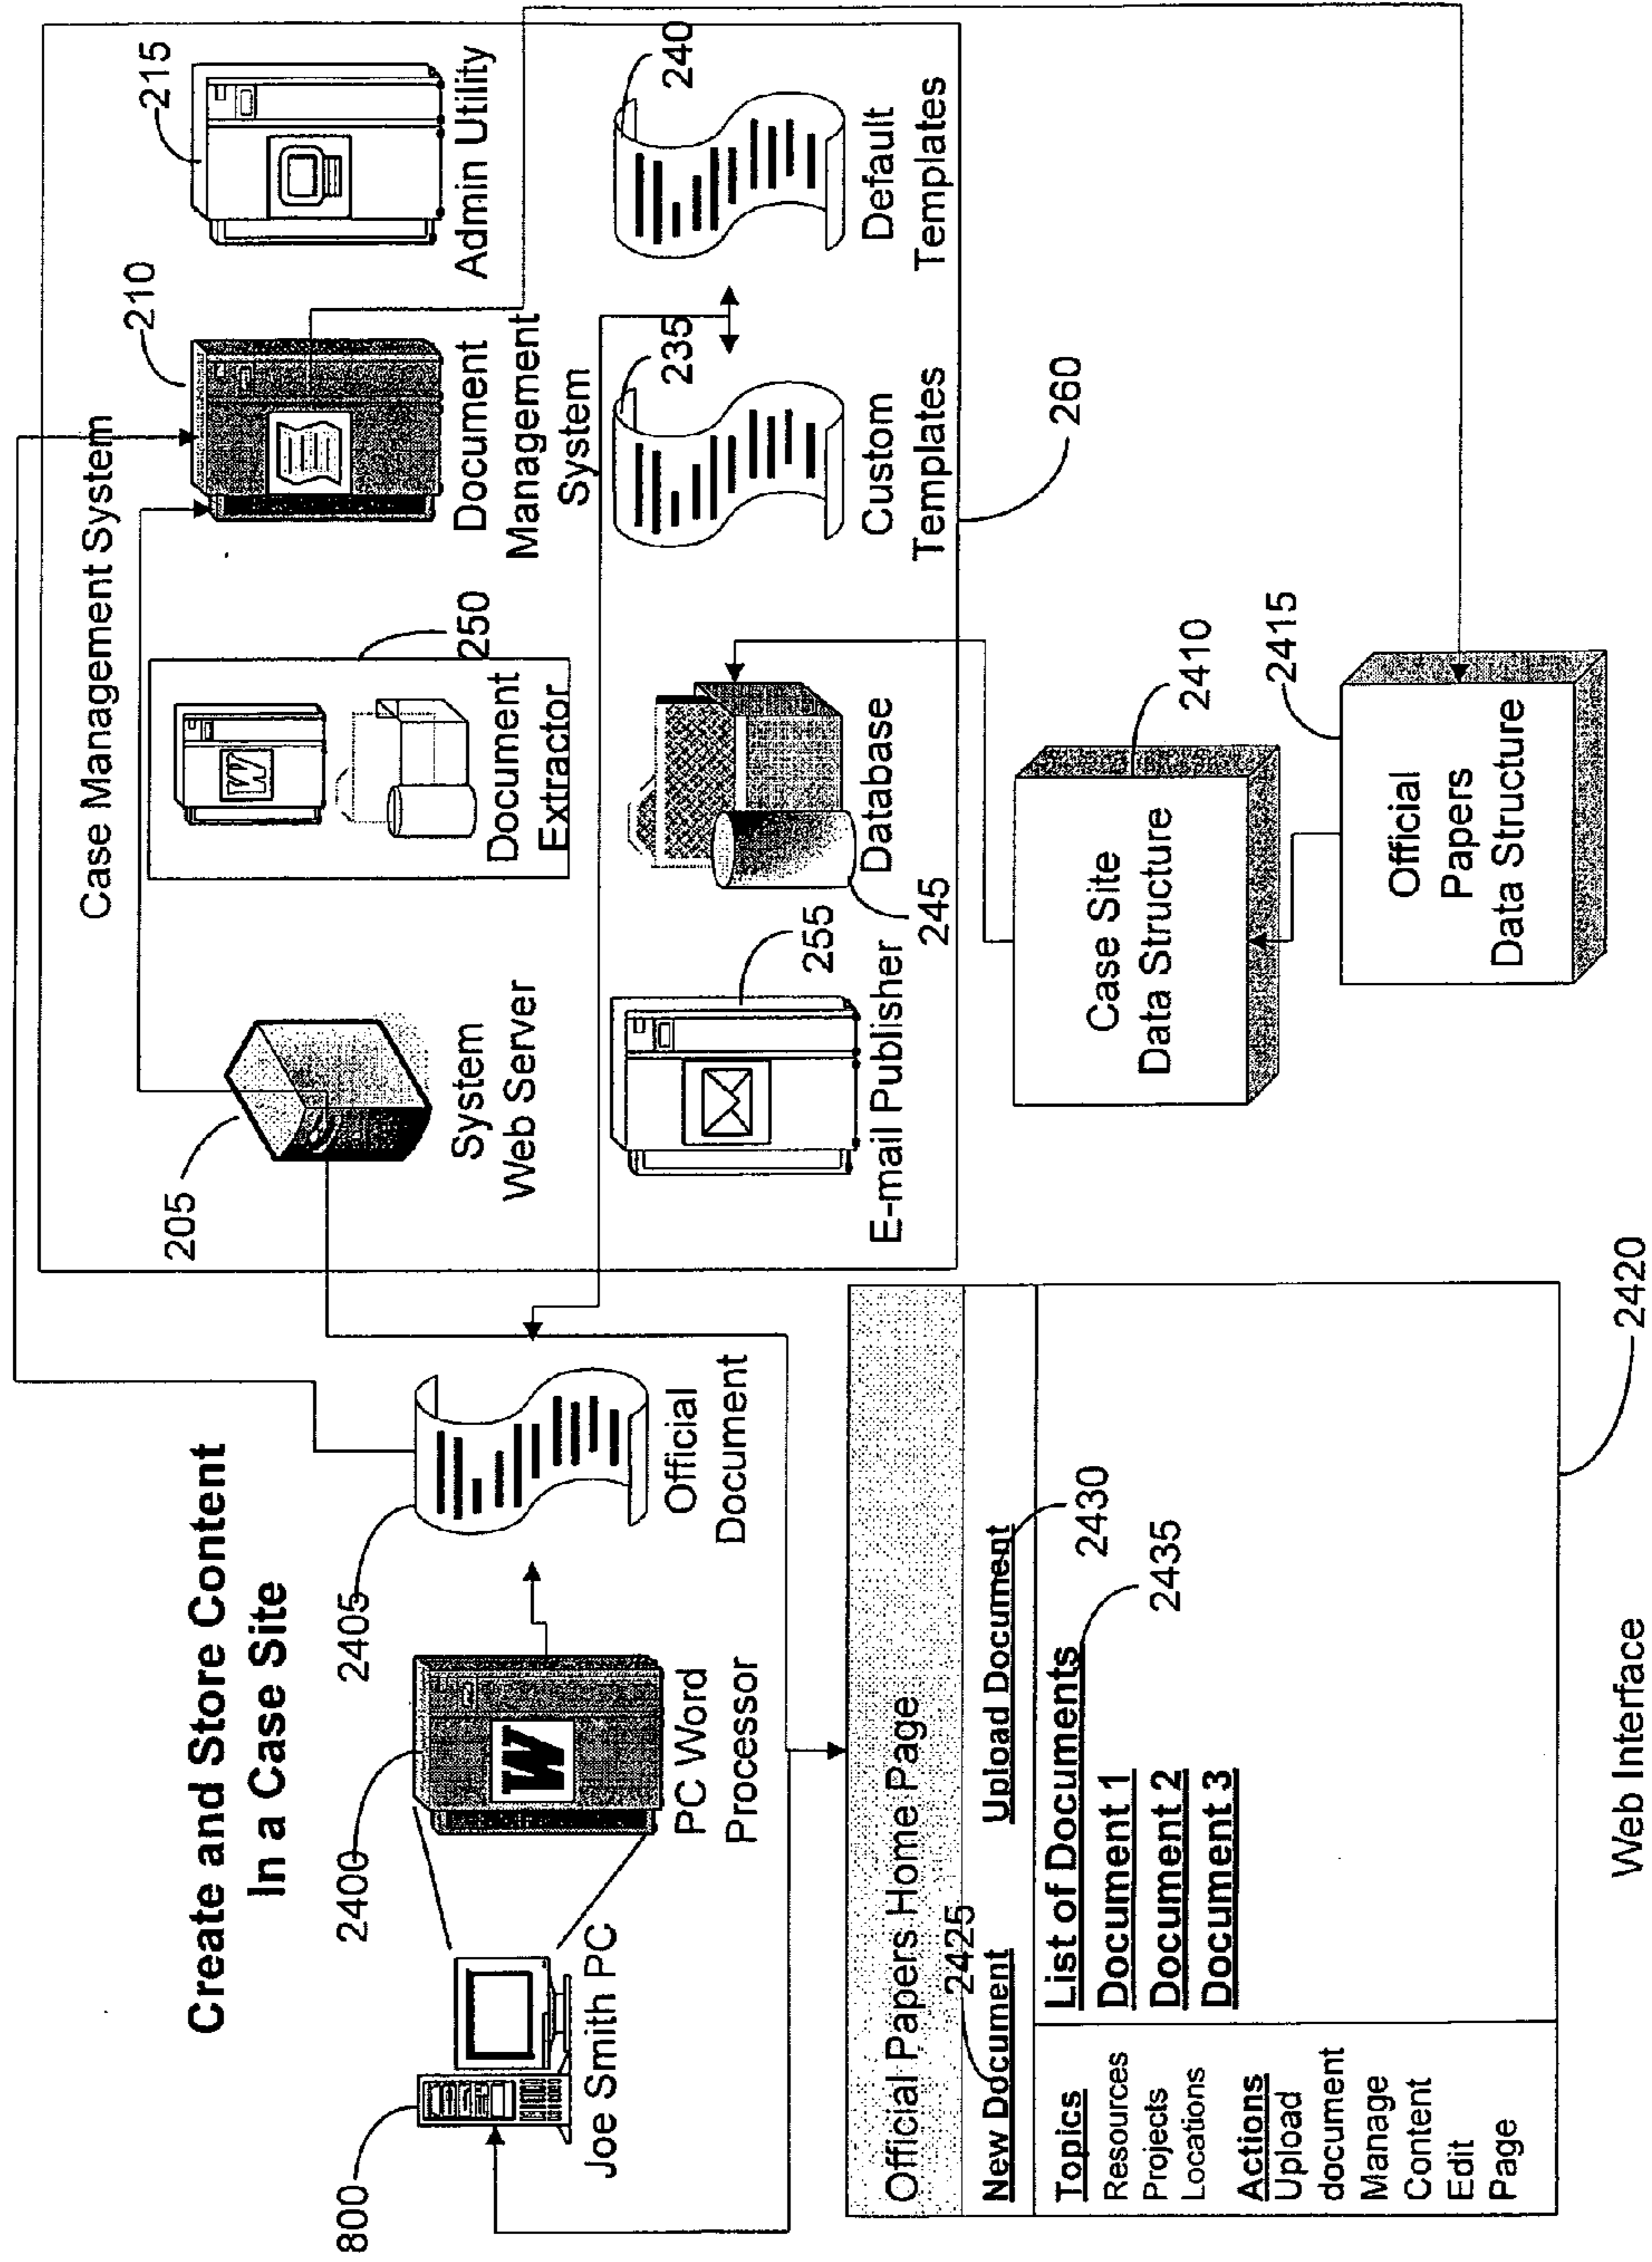 Create and Store Content
In a Case Site
800
Joe Smith PC
2400
PC Word
Processor
2405
Official
Document
Case Management System
205
System
Web Server
250
Document
Extractor
210
Document
Management
System
215
Admin Utility
255
E-mail Publisher
245
Database
235
Custom
Templates
240
Default
Templates
260
Case Site
Data Structure
2410
Official
Papers
Data Structure
2415
Official Papers Home Page
2425
New Document
Upload Document
2430
Topics
Resources
Projects
Locations
Actions
Upload
document
Manage
Content
Edit
Page
List of Documents
2435
Document 1
Document 2
Document 3
2420
Web Interface
W
W